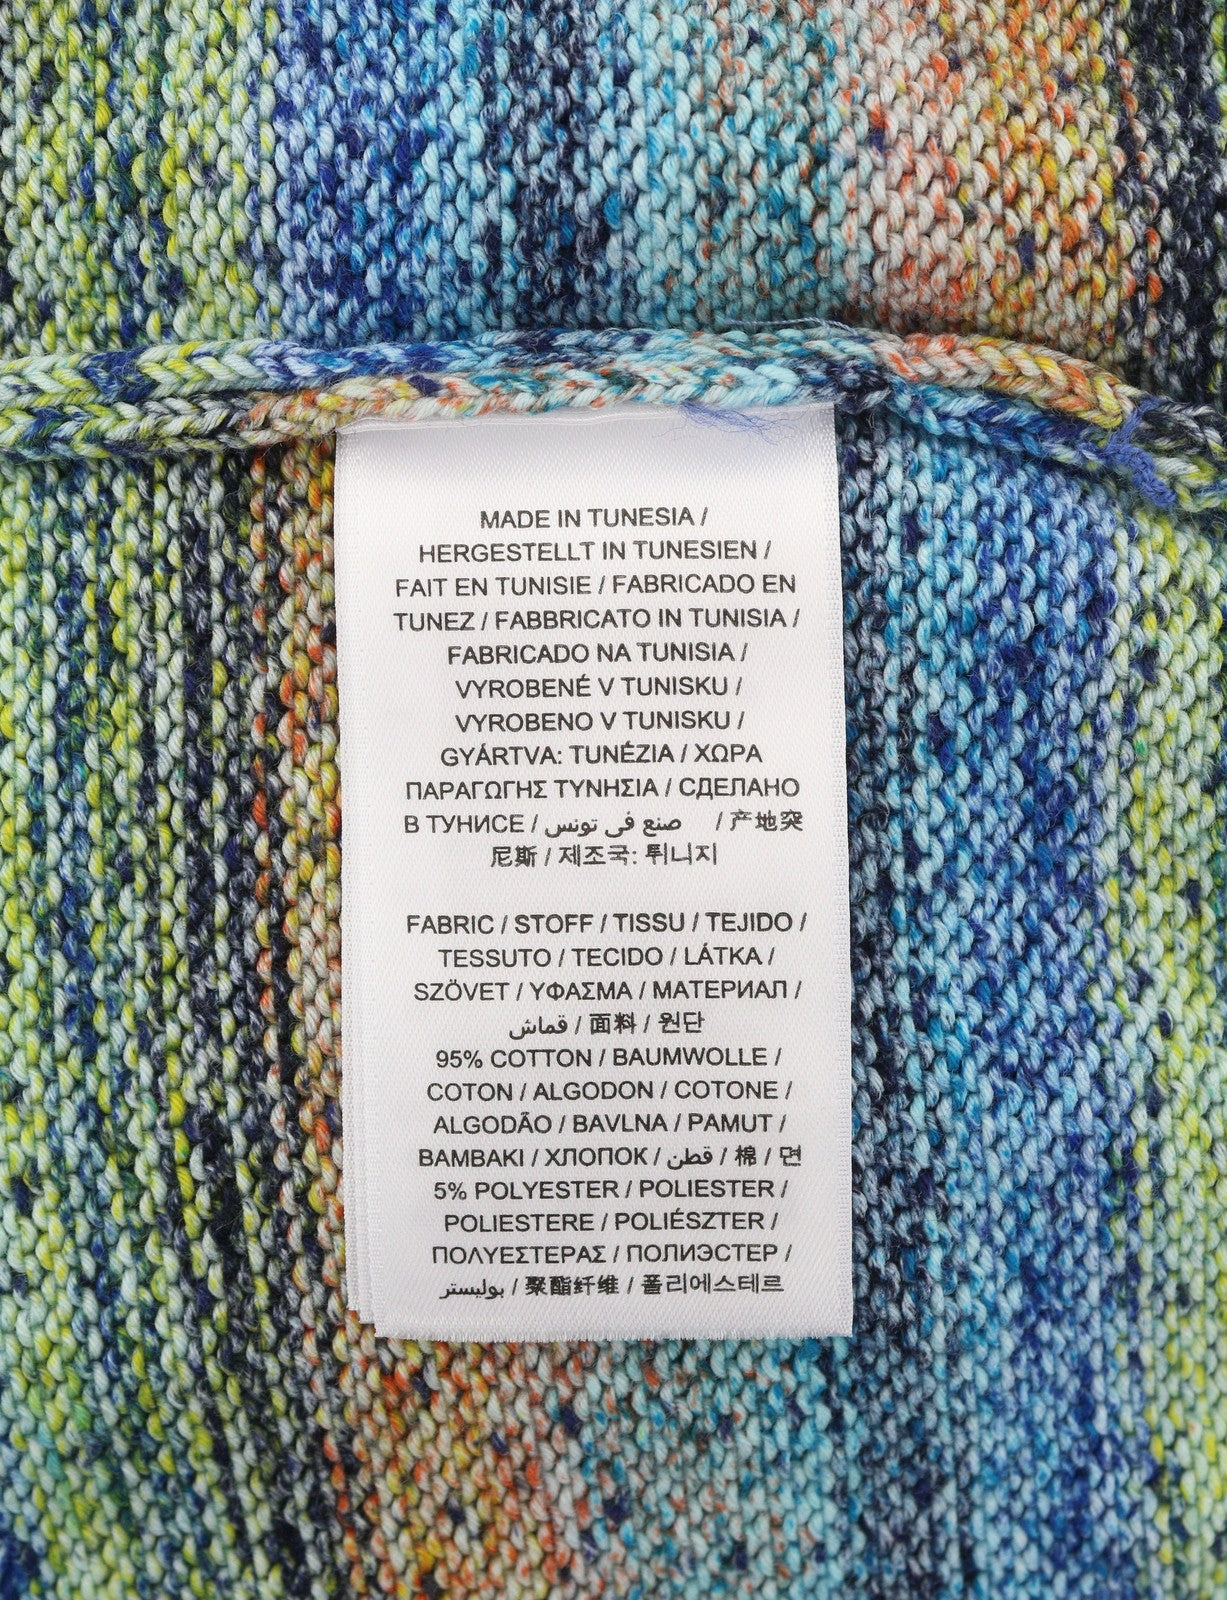 MADE IN TUNESIA /
HERGESTELLT IN TUNESIEN /
FAIT EN TUNISIE / FABRICADO EN
TUNEZ / FABBRICATO IN TUNISIA /
FABRICADO NA TUNISIA /
VYROBENÉ V TUNISKU /
VYROBENO V TUNISKU /
GYÁRTVA: TUNÉZIA / ΧΩΡΑ
ΠΑΡΑΓΩΓΗΣ ΤΥΝΗΣΙΑ / СДЕЛАНО
В ТУНИСЕ / صنع فى تونس / 产地突
尼斯 / 제조국: 튀니지
FABRIC / STOFF / TISSU / TEJIDO /
TESSUTO / TECIDO / LÁTKA /
SZÖVET / ΥΦΑΣΜΑ / МАТЕРИАЛ /
قماش / 面料 / 원단
95% COTTON / BAUMWOLLE /
COTON / ALGODON / COTONE /
ALGODÃO / BAVLNA / PAMUT /
ΒΑΜΒΑΚΙ / ХЛОПОК / قطن / 棉 / 면
5% POLYESTER / POLIESTER /
POLIESTERE / POLIÉSZTER /
ΠΟΛΥΕΣΤΕΡΑΣ / ПОЛИЭСТЕР /
بوليستر / 聚酯纤维 / 폴리에스테르